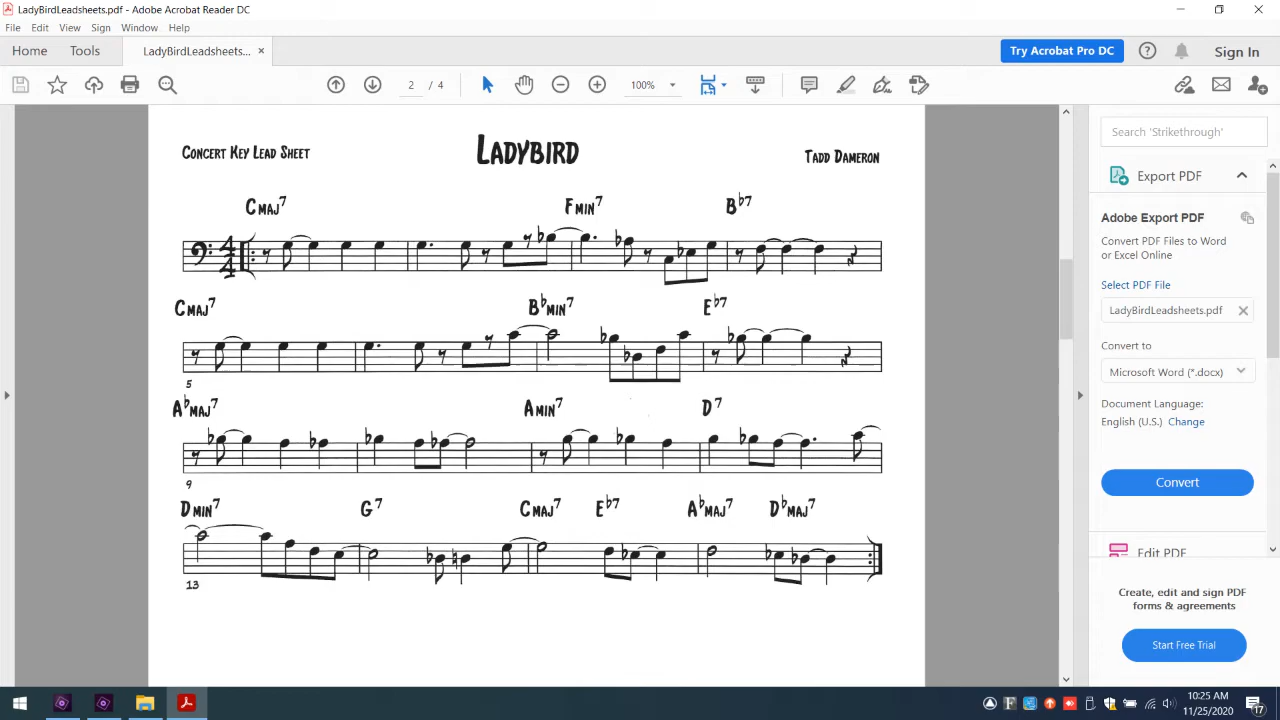 LadyBirdLeadsheets.pdf - Adobe Acrobat Reader DC
File Edit View Sign Window Help
Home Tools LadyBirdLeadsheets... × Try Acrobat Pro DC Sign In
2 / 4 100%
Search 'Strikethrough'
Export PDF
Adobe Export PDF
Convert PDF Files to Word
or Excel Online
Select PDF File
LadyBirdLeadsheets.pdf
Convert to
Microsoft Word (*.docx)
Document Language:
English (U.S.) Change
Convert
Edit PDF
Create, edit and sign PDF
forms & agreements
Start Free Trial
Concert Key Lead Sheet
Ladybird
Tadd Dameron
Cmaj7 Fmin7 B♭7
4
4
Cmaj7 B♭min7 E♭7
5
A♭maj7 Amin7 D7
9
Dmin7 G7 Cmaj7 E♭7 A♭maj7 D♭maj7
13
10:25 AM
11/25/2020
17